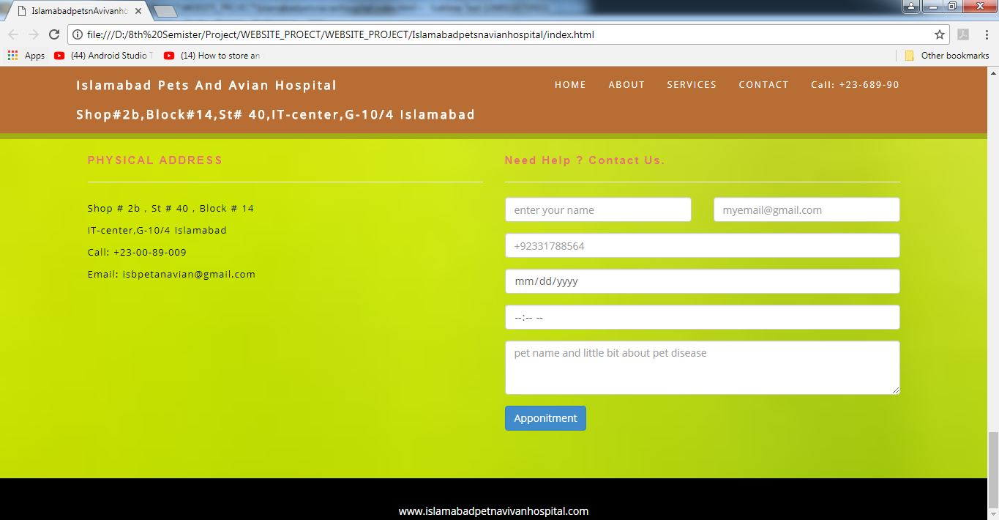 IslamabadpetsnAvivanho
file:///D:/8th%20Semister/Project/WEBSITE_PROECT/WEBSITE_PROJECT/Islamabadpetsnavianhospital/index.html
Apps (44) Android Studio T (14) How to store an Other bookmarks
Islamabad Pets And Avian Hospital HOME ABOUT SERVICES CONTACT Call: +23-689-90
Shop#2b,Block#14,St# 40,IT-center,G-10/4 Islamabad
PHYSICAL ADDRESS
Shop # 2b , St # 40 , Block # 14
IT-center,G-10/4 Islamabad
Call: +23-00-89-009
Email: isbpetanavian@gmail.com
Need Help ? Contact Us.
enter your name myemail@gmail.com
+92331788564
mm/dd/yyyy
--:-- --
pet name and little bit about pet disease
Apponitment
www.islamabadpetnavivanhospital.com